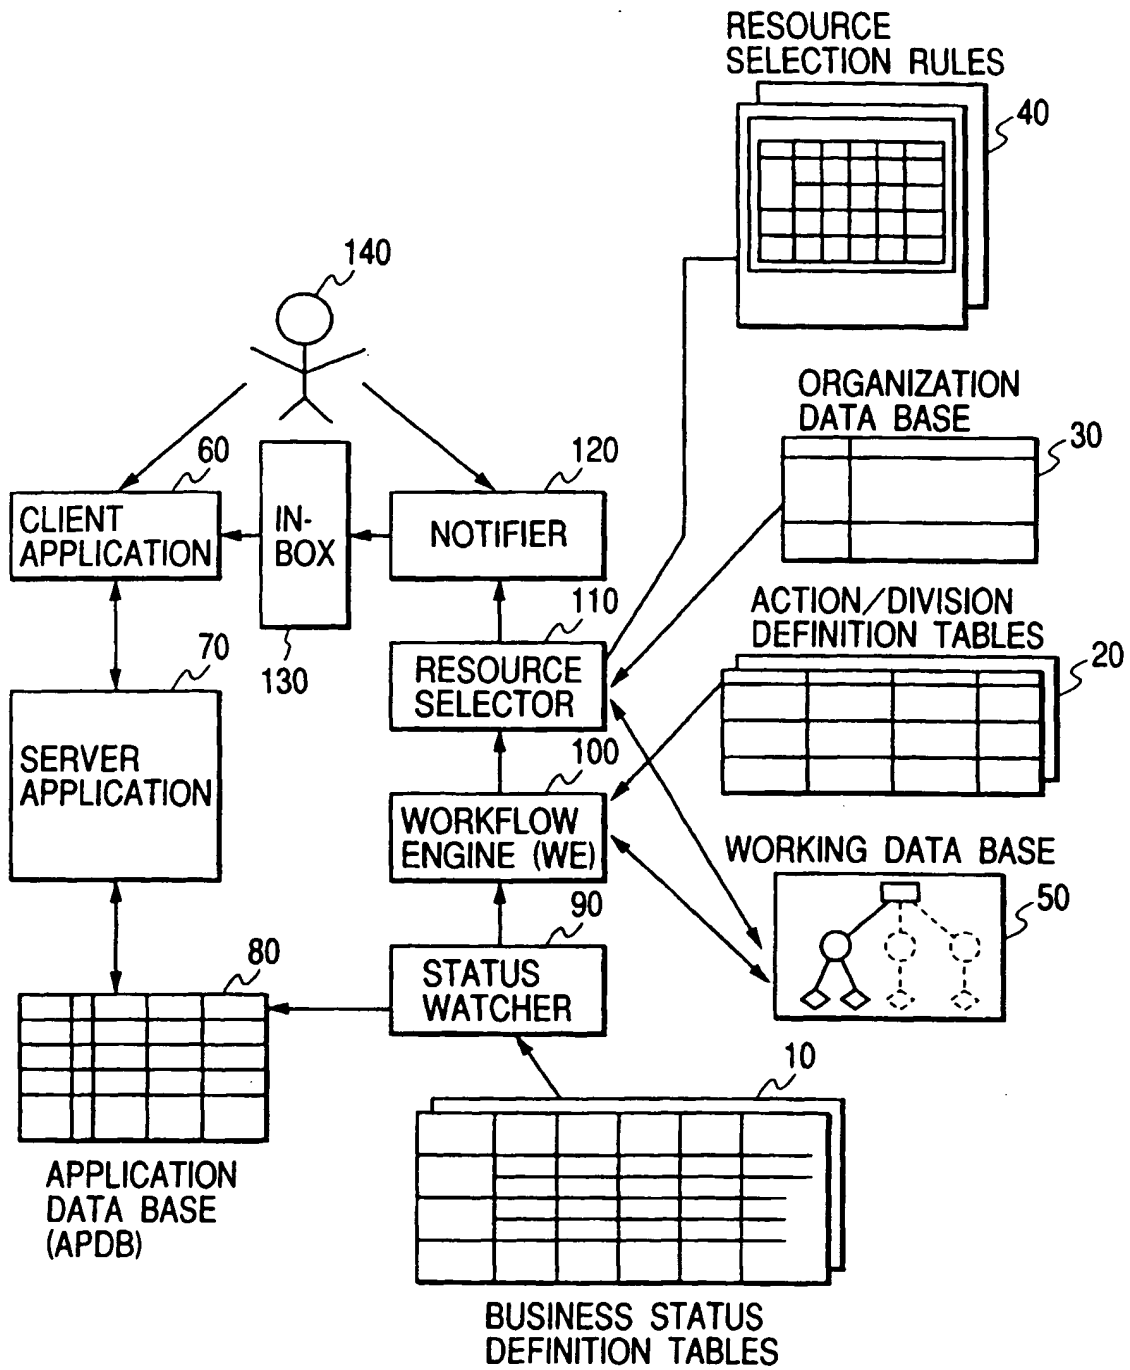 RESOURCE
SELECTION RULES
40
140
ORGANIZATION
DATA BASE
30
60
CLIENT
APPLICATION
IN-
BOX
130
120
NOTIFIER
110
RESOURCE
SELECTOR
ACTION/DIVISION
DEFINITION TABLES
20
70
SERVER
APPLICATION
100
WORKFLOW
ENGINE (WE)
WORKING DATA BASE
50
90
STATUS
WATCHER
80
APPLICATION
DATA BASE
(APDB)
10
BUSINESS STATUS
DEFINITION TABLES